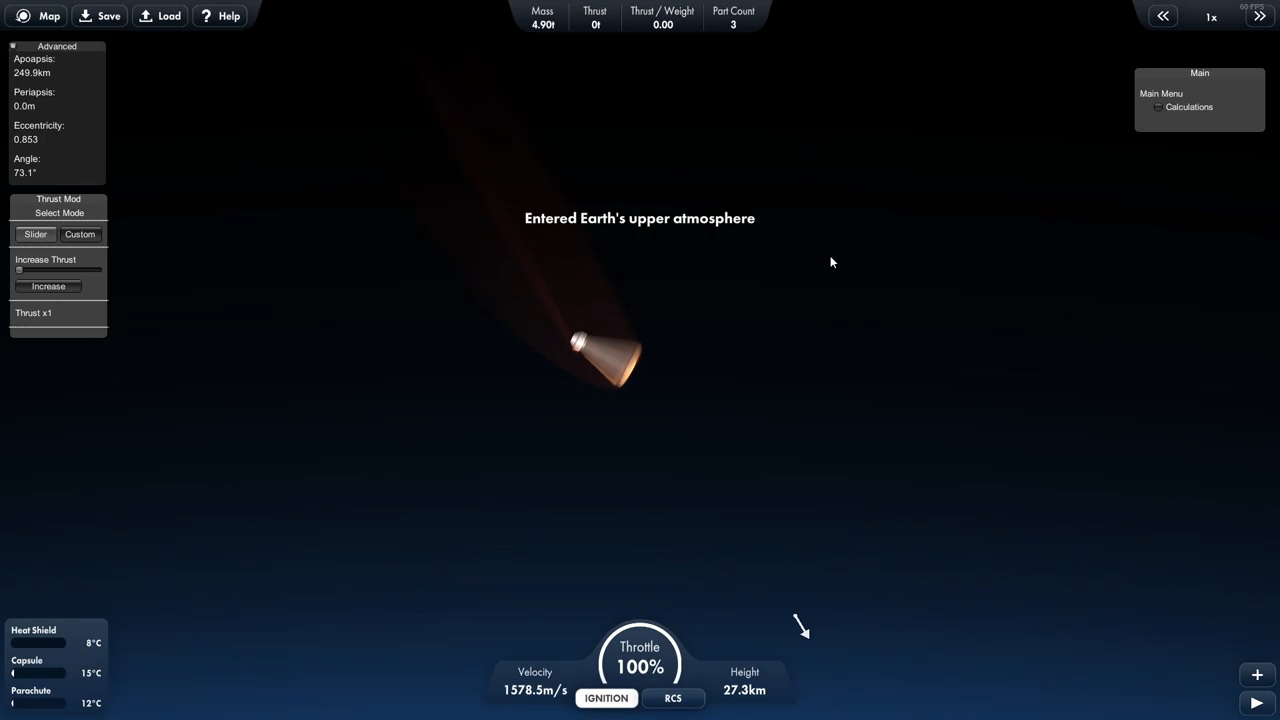 Map
Save
Load
Help
Mass
4.90t
Thrust
0t
Thrust / Weight
0.00
Part Count
3
1x
60 FPS
Advanced
Apoapsis:
249.9km
Periapsis:
0.0m
Eccentricity:
0.853
Angle:
73.1°
Main
Main Menu
Calculations
Thrust Mod
Select Mode
Slider
Custom
Increase Thrust
Increase
Thrust x1
Entered Earth's upper atmosphere
Heat Shield
8°C
Capsule
15°C
Parachute
12°C
Throttle
100%
Velocity
1578.5m/s
Height
27.3km
IGNITION
RCS